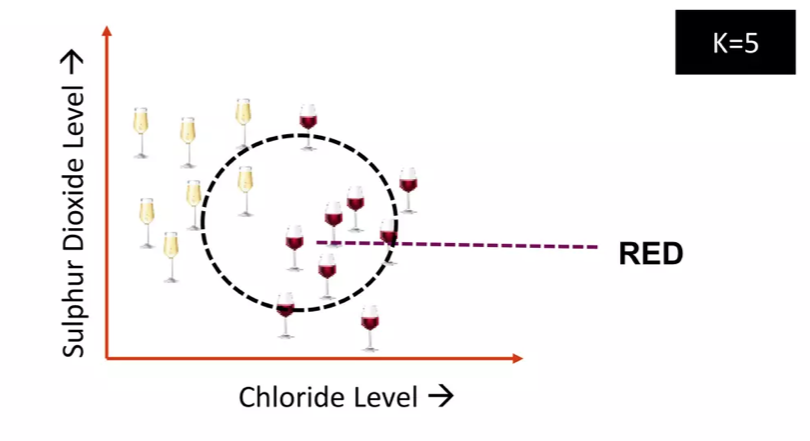 K=5
Sulphur Dioxide Level →
RED
Chloride Level →